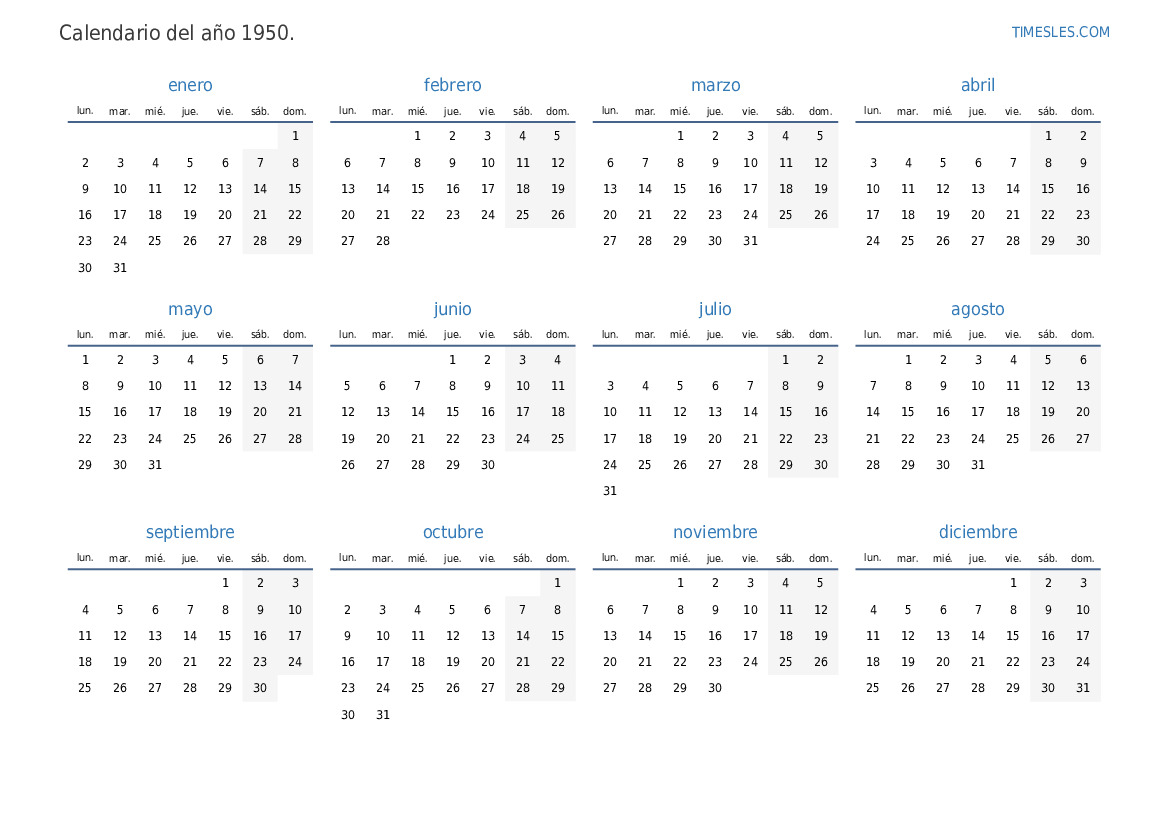 Calendario del año 1950.
TIMESLES.COM
enero
lun. mar. mié. jue. vie. sáb. dom.
1
2 3 4 5 6 7 8
9 10 11 12 13 14 15
16 17 18 19 20 21 22
23 24 25 26 27 28 29
30 31
febrero
lun. mar. mié. jue. vie. sáb. dom.
1 2 3 4 5
6 7 8 9 10 11 12
13 14 15 16 17 18 19
20 21 22 23 24 25 26
27 28
marzo
lun. mar. mié. jue. vie. sáb. dom.
1 2 3 4 5
6 7 8 9 10 11 12
13 14 15 16 17 18 19
20 21 22 23 24 25 26
27 28 29 30 31
abril
lun. mar. mié. jue. vie. sáb. dom.
1 2
3 4 5 6 7 8 9
10 11 12 13 14 15 16
17 18 19 20 21 22 23
24 25 26 27 28 29 30
mayo
lun. mar. mié. jue. vie. sáb. dom.
1 2 3 4 5 6 7
8 9 10 11 12 13 14
15 16 17 18 19 20 21
22 23 24 25 26 27 28
29 30 31
junio
lun. mar. mié. jue. vie. sáb. dom.
1 2 3 4
5 6 7 8 9 10 11
12 13 14 15 16 17 18
19 20 21 22 23 24 25
26 27 28 29 30
julio
lun. mar. mié. jue. vie. sáb. dom.
1 2
3 4 5 6 7 8 9
10 11 12 13 14 15 16
17 18 19 20 21 22 23
24 25 26 27 28 29 30
31
agosto
lun. mar. mié. jue. vie. sáb. dom.
1 2 3 4 5 6
7 8 9 10 11 12 13
14 15 16 17 18 19 20
21 22 23 24 25 26 27
28 29 30 31
septiembre
lun. mar. mié. jue. vie. sáb. dom.
1 2 3
4 5 6 7 8 9 10
11 12 13 14 15 16 17
18 19 20 21 22 23 24
25 26 27 28 29 30
octubre
lun. mar. mié. jue. vie. sáb. dom.
1
2 3 4 5 6 7 8
9 10 11 12 13 14 15
16 17 18 19 20 21 22
23 24 25 26 27 28 29
30 31
noviembre
lun. mar. mié. jue. vie. sáb. dom.
1 2 3 4 5
6 7 8 9 10 11 12
13 14 15 16 17 18 19
20 21 22 23 24 25 26
27 28 29 30
diciembre
lun. mar. mié. jue. vie. sáb. dom.
1 2 3
4 5 6 7 8 9 10
11 12 13 14 15 16 17
18 19 20 21 22 23 24
25 26 27 28 29 30 31